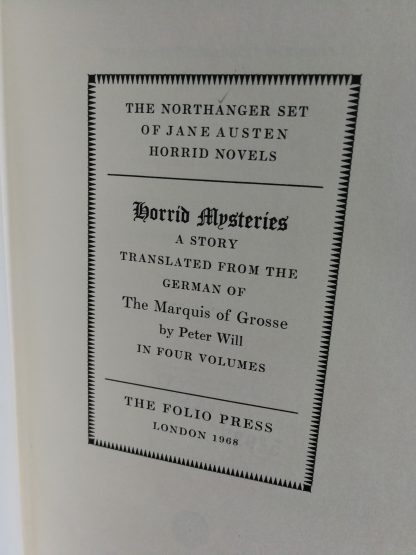 THE NORTHANGER SET
OF JANE AUSTEN
HORRID NOVELS
Horrid Mysteries
A STORY
TRANSLATED FROM THE
GERMAN OF
The Marquis of Grosse
by Peter Will
IN FOUR VOLUMES
THE FOLIO PRESS
LONDON 1968